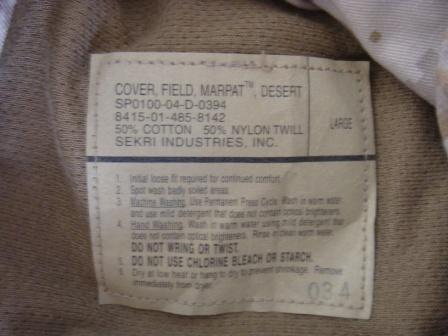 COVER, FIELD, MARPAT™, DESERT
SP0100-04-D-0394
8415-01-485-8142
50% COTTON 50% NYLON TWILL
SEKRI INDUSTRIES, INC.
LARGE
1. Initial loose fit required for continued comfort.
2. Spot wash badly soiled areas.
3. Machine Washing. Use Permanent Press Cycle. Wash in warm water
and use mild detergent that does not contain optical brighteners.
4. Hand Washing. Wash in warm water using mild detergent that
does not contain optical brighteners. Rinse in clean warm water.
DO NOT WRING OR TWIST.
5. DO NOT USE CHLORINE BLEACH OR STARCH.
6. Dry at low heat or hang to dry to prevent shrinkage. Remove
immediately from dryer.
034